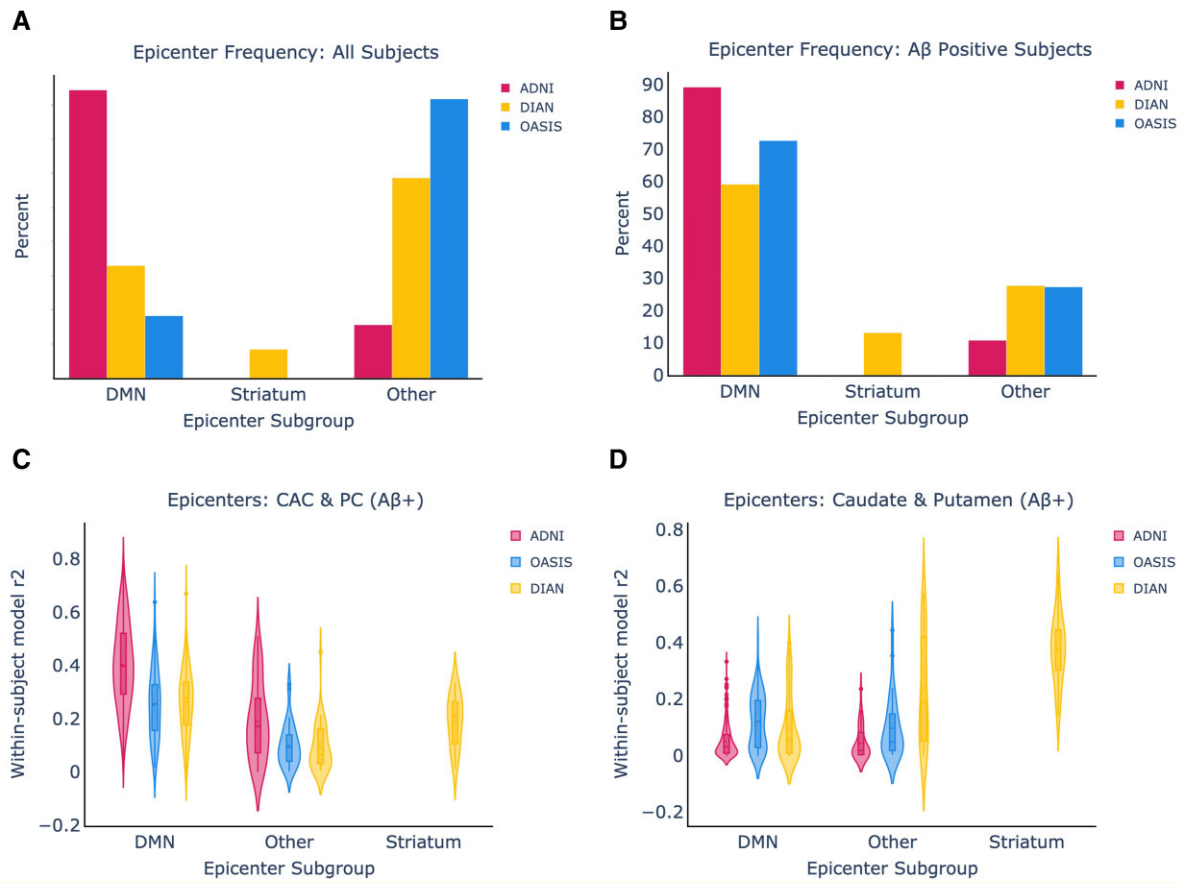 A
Epicenter Frequency: All Subjects
Percent
DMN
Striatum
Other
Epicenter Subgroup
ADNI
DIAN
OASIS
B
Epicenter Frequency: Aβ Positive Subjects
Percent
90
80
70
60
50
40
30
20
10
0
DMN
Striatum
Other
Epicenter Subgroup
ADNI
DIAN
OASIS
C
Epicenters: CAC & PC (Aβ+)
Within-subject model r2
0.8
0.6
0.4
0.2
0
−0.2
DMN
Other
Striatum
Epicenter Subgroup
ADNI
OASIS
DIAN
D
Epicenters: Caudate & Putamen (Aβ+)
Within-subject model r2
0.8
0.6
0.4
0.2
0
−0.2
DMN
Other
Striatum
Epicenter Subgroup
ADNI
OASIS
DIAN